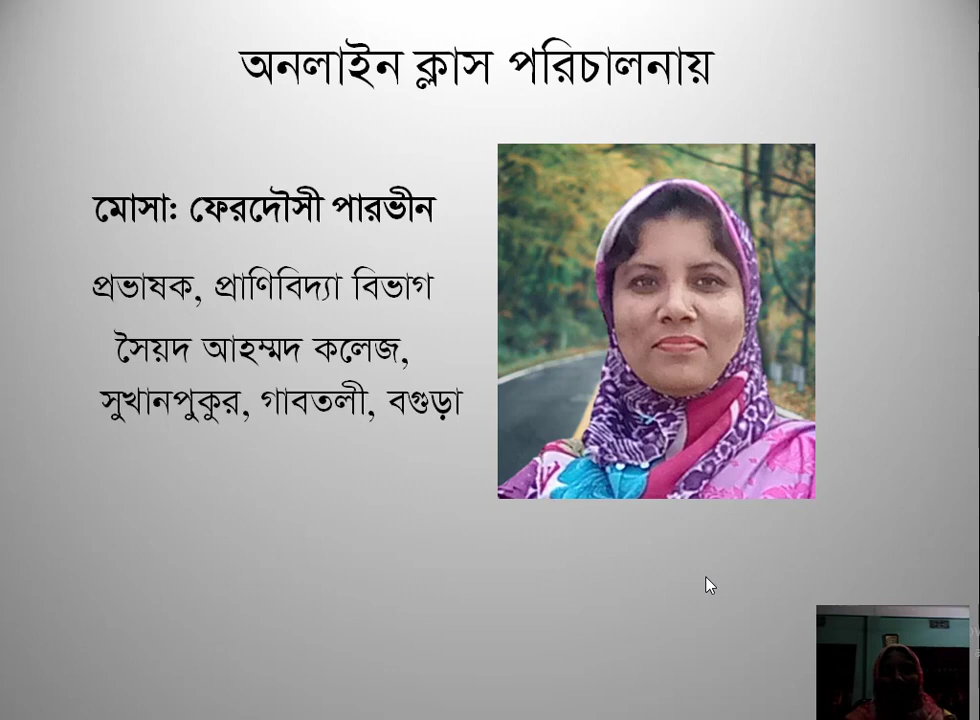 অনলাইন ক্লাস পরিচালনায়
মোসা: ফেরদৌসী পারভীন
প্রভাষক, প্রাণিবিদ্যা বিভাগ
সৈয়দ আহম্মদ কলেজ,
সুখানপুকুর, গাবতলী, বগুড়া